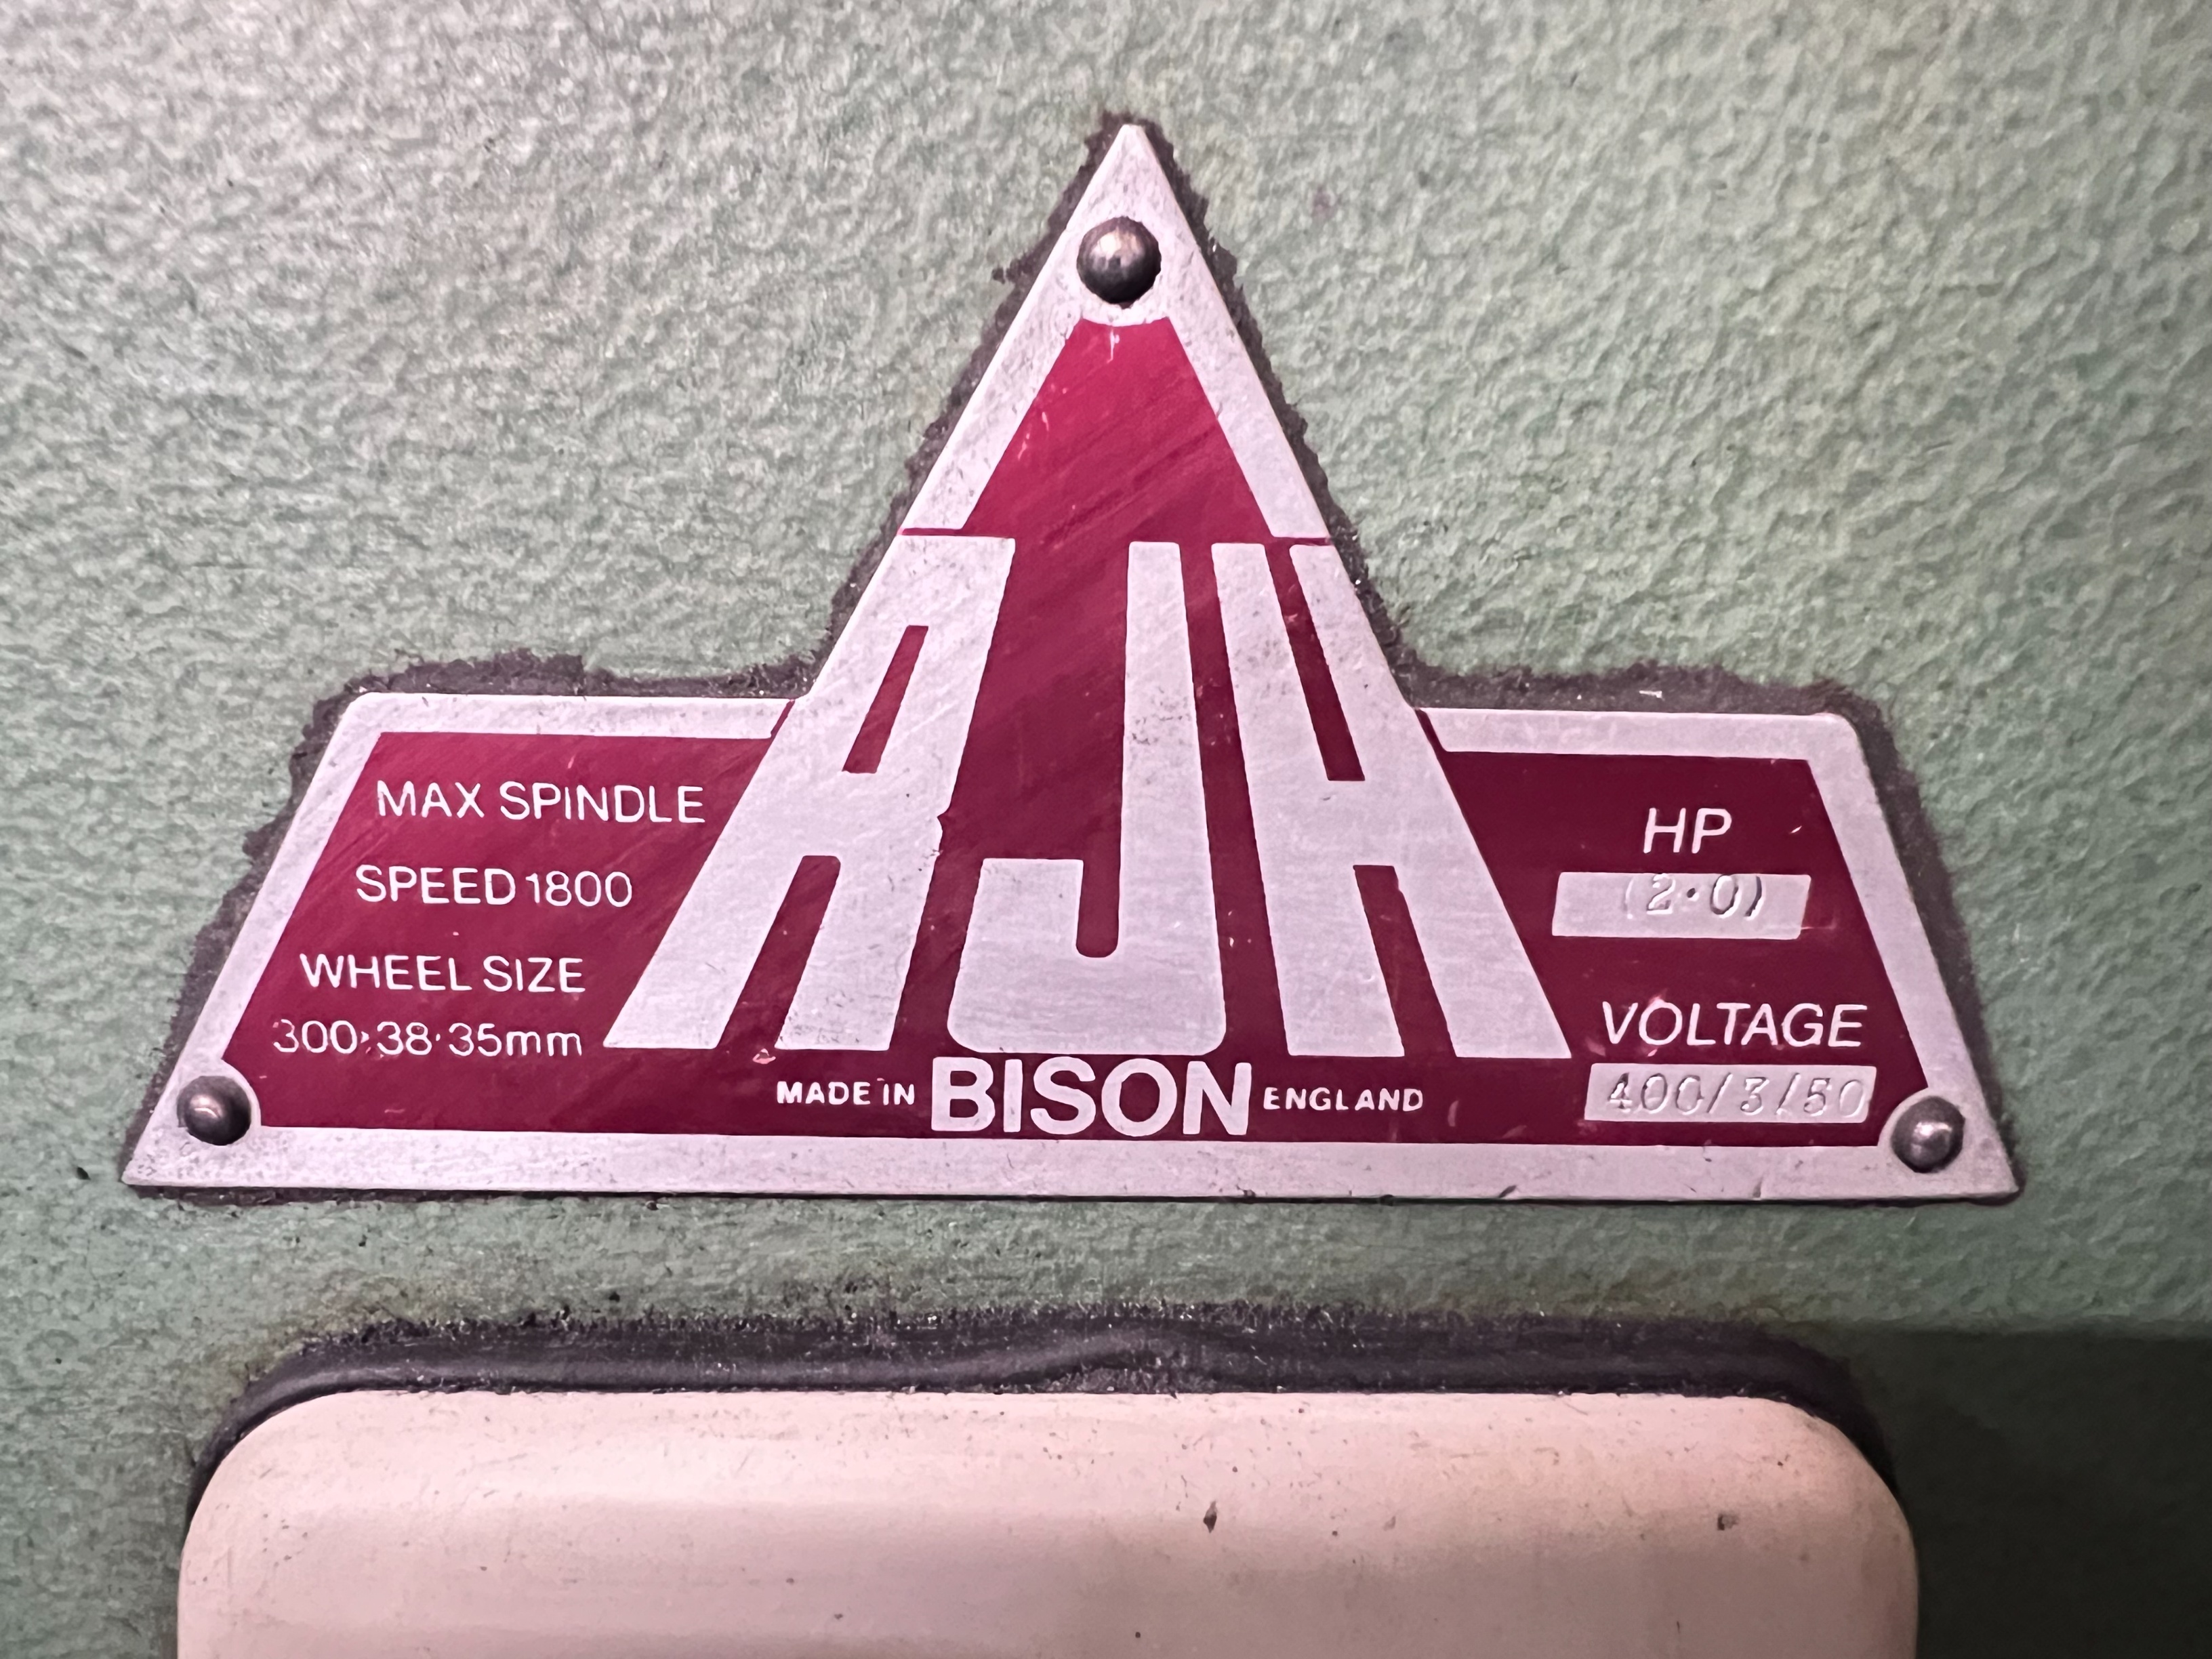 AJH
MAX SPINDLE
SPEED 1800
WHEEL SIZE
300·38·35mm
HP
(2·0)
VOLTAGE
400/3/50
MADE IN BISON ENGLAND